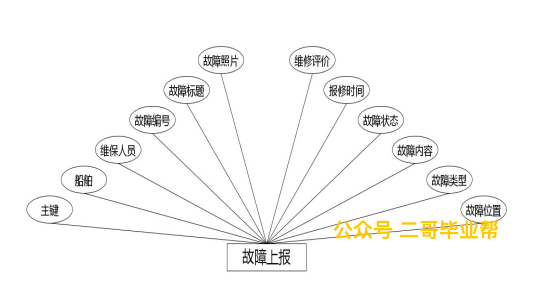 故障照片
维修评价
故障标题
报修时间
故障编号
故障状态
维保人员
故障内容
船舶
故障类型
主键
故障位置
公众号 二哥毕业帮
故障上报